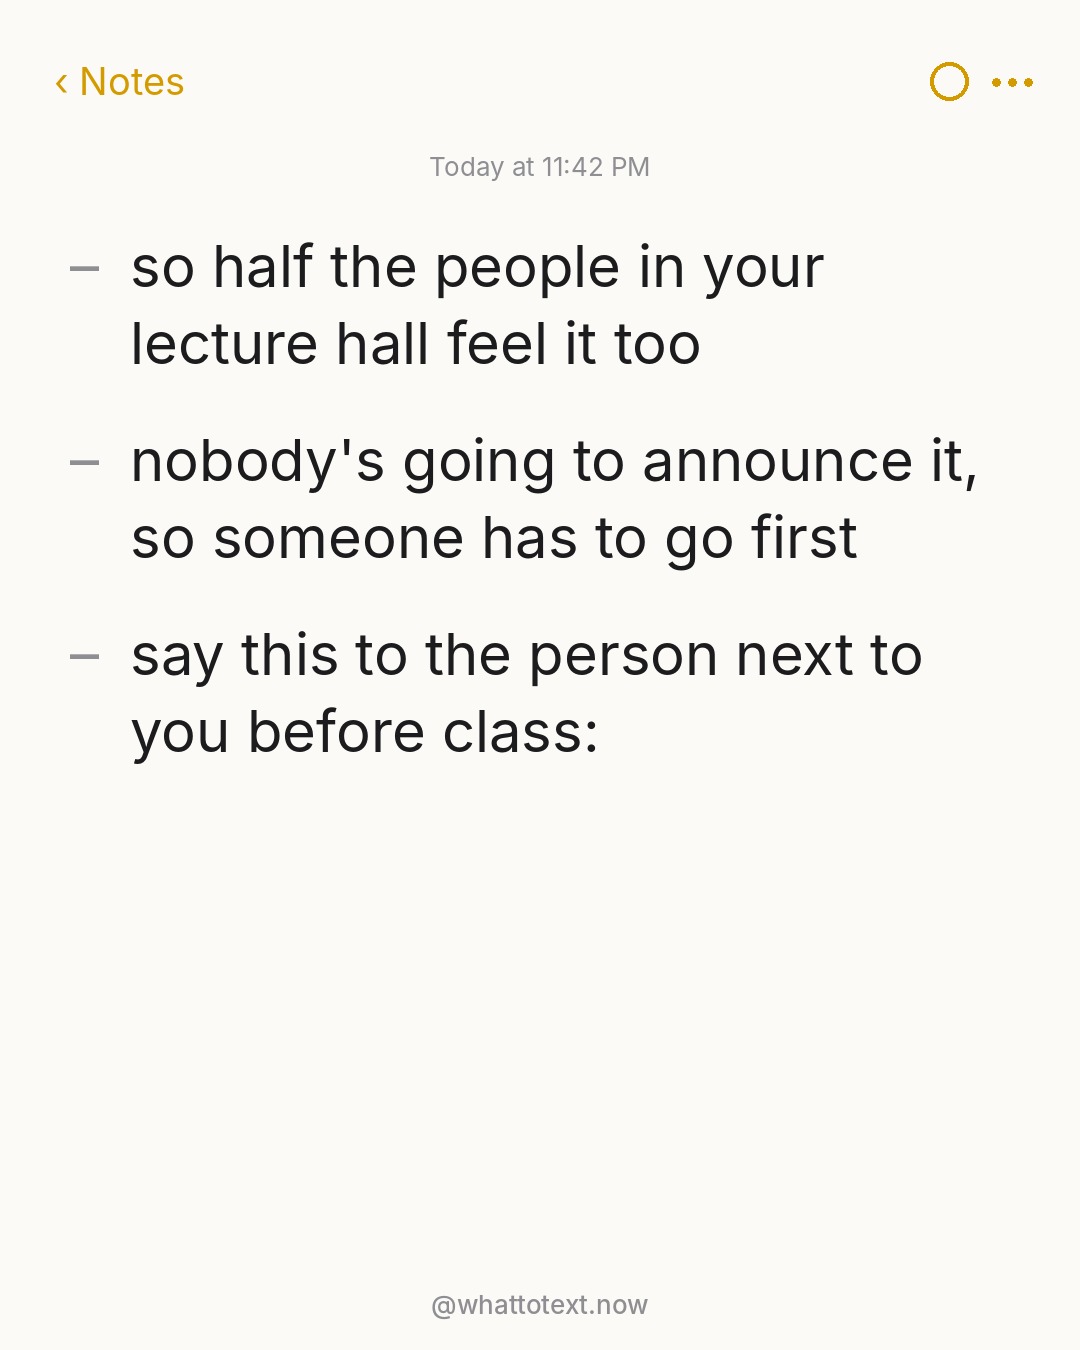 ‹ Notes
Today at 11:42 PM
– so half the people in your
lecture hall feel it too
– nobody's going to announce it,
so someone has to go first
– say this to the person next to
you before class:
@whattotext.now